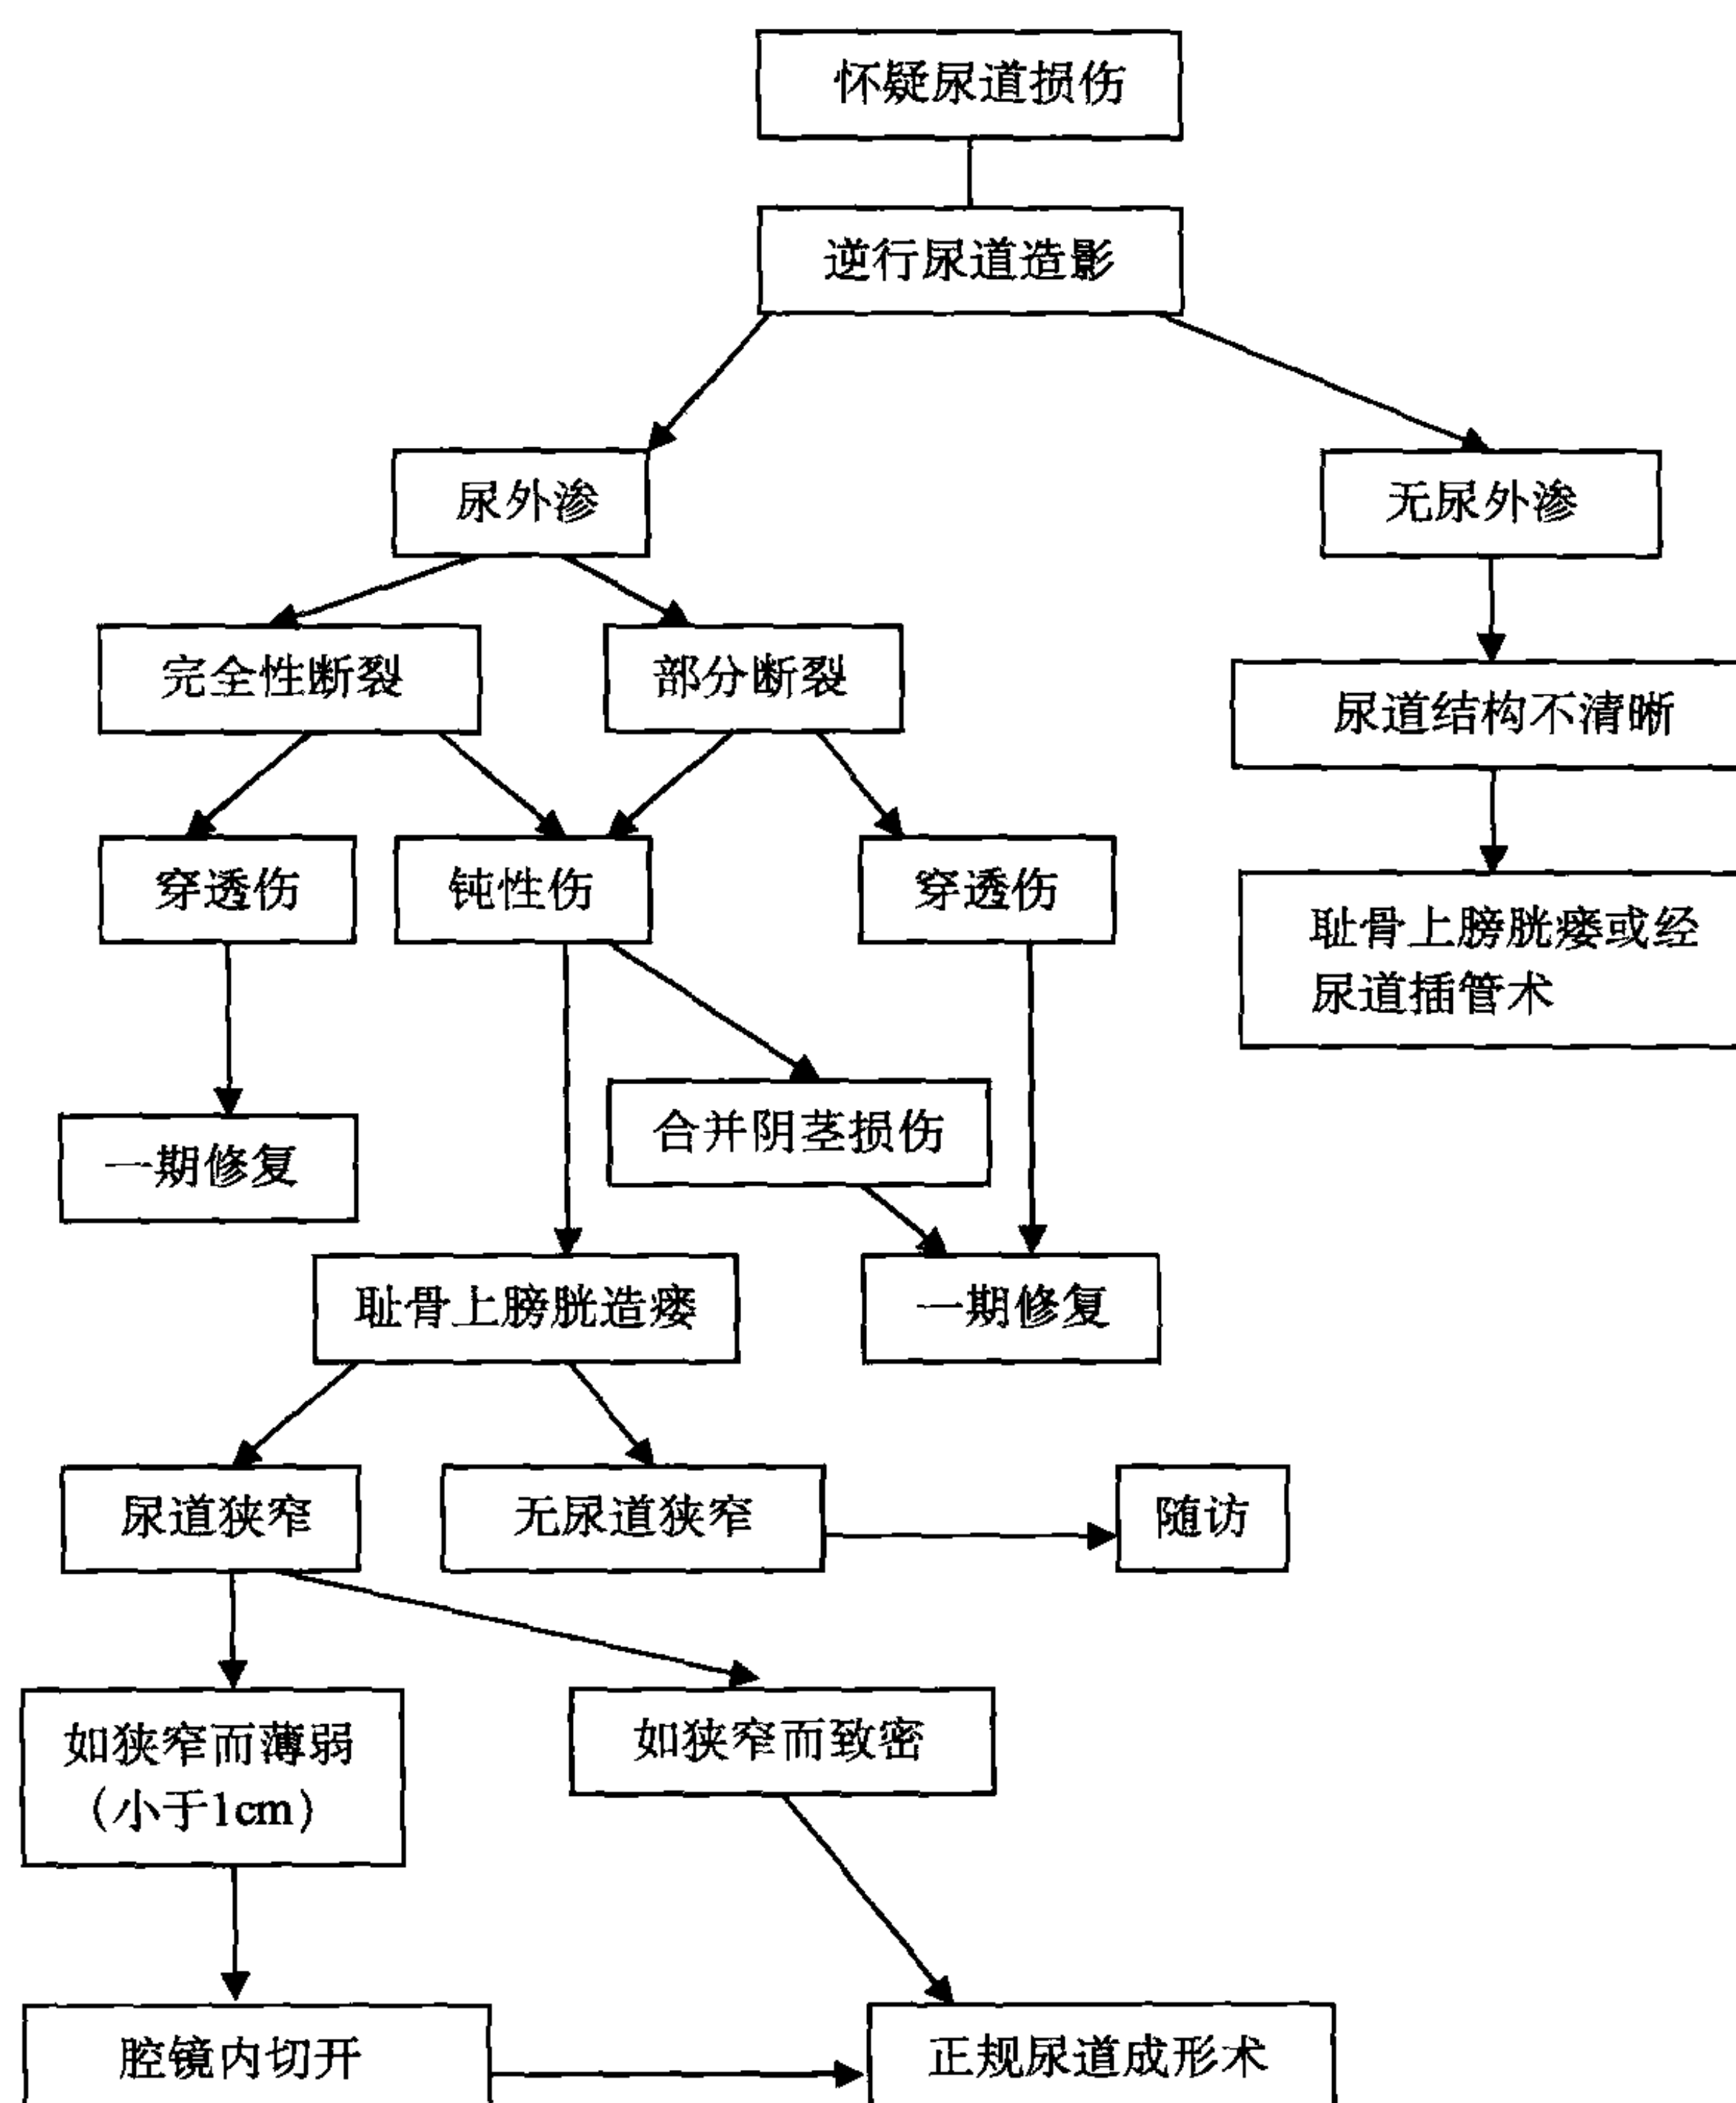 怀疑尿道损伤
逆行尿道造影
尿外渗
无尿外渗
完全性断裂
部分断裂
尿道结构不清晰
穿透伤
钝性伤
穿透伤
耻骨上膀胱瘘或经
尿道插管术
合并阴茎损伤
一期修复
耻骨上膀胱造瘘
一期修复
尿道狭窄
无尿道狭窄
随访
如狭窄而薄弱
(小于1cm)
如狭窄而致密
腔镜内切开
正规尿道成形术